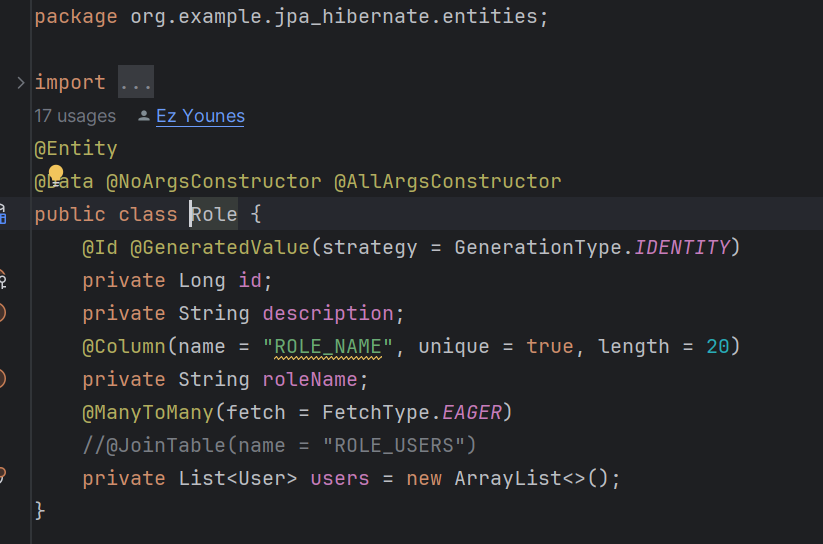 package org.example.jpa_hibernate.entities;
import ...
17 usages Ez Younes
@Entity
@Data @NoArgsConstructor @AllArgsConstructor
public class Role {
@Id @GeneratedValue(strategy = GenerationType.IDENTITY)
private Long id;
private String description;
@Column(name = "ROLE_NAME", unique = true, length = 20)
private String roleName;
@ManyToMany(fetch = FetchType.EAGER)
//@JoinTable(name = "ROLE_USERS")
private List<User> users = new ArrayList<>();
}